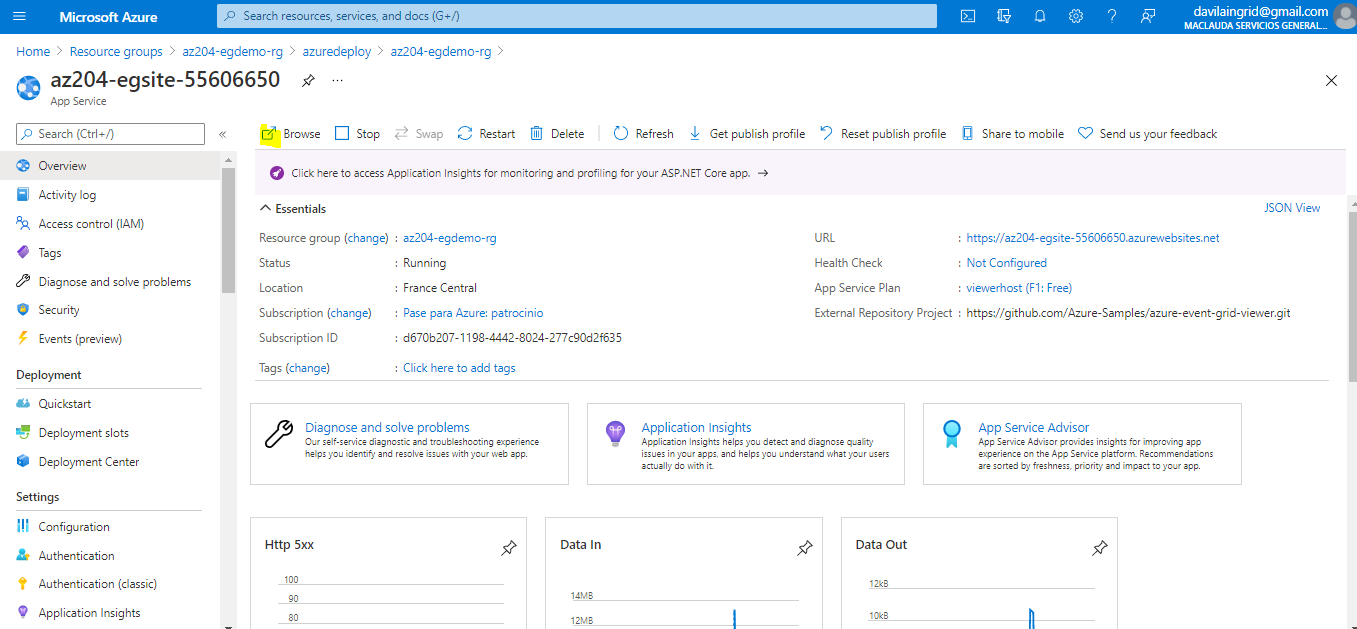 Microsoft Azure
Search resources, services, and docs (G+/)
davilaingrid@gmail.com
MACLAUDA SERVICIOS GENERAL...
Home > Resource groups > az204-egdemo-rg > azuredeploy > az204-egdemo-rg >
az204-egsite-55606650
...
App Service
Search (Ctrl+/)
«
Browse Stop Swap Restart Delete Refresh Get publish profile Reset publish profile Share to mobile Send us your feedback
Click here to access Application Insights for monitoring and profiling for your ASP.NET Core app. →
Overview
Activity log
Access control (IAM)
Tags
Diagnose and solve problems
Security
Events (preview)
Deployment
Quickstart
Deployment slots
Deployment Center
Settings
Configuration
Authentication
Authentication (classic)
Application Insights
Essentials
JSON View
Resource group (change) : az204-egdemo-rg
Status : Running
Location : France Central
Subscription (change) : Pase para Azure: patrocinio
Subscription ID : d670b207-1198-4442-8024-277c90d2f635
Tags (change) : Click here to add tags
URL : https://az204-egsite-55606650.azurewebsites.net
Health Check : Not Configured
App Service Plan : viewerhost (F1: Free)
External Repository Project : https://github.com/Azure-Samples/azure-event-grid-viewer.git
Diagnose and solve problems
Our self-service diagnostic and troubleshooting experience
helps you identify and resolve issues with your web app.
Application Insights
Application Insights helps you detect and diagnose quality
issues in your apps, and helps you understand what your users
actually do with it.
App Service Advisor
App Service Advisor provides insights for improving app
experience on the App Service platform. Recommendations
are sorted by freshness, priority and impact to your app.
Http 5xx
100
90
80
Data In
14MB
12MB
Data Out
12kB
10kB